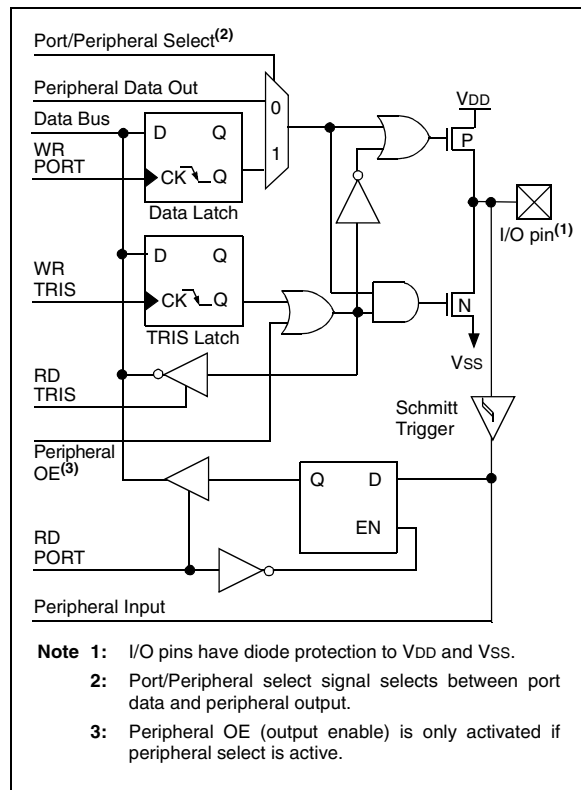 Port/Peripheral Select(2)
Peripheral Data Out
Data Bus
WR
PORT
D Q
CK Q
Data Latch
0
1
VDD
P
I/O pin(1)
WR
TRIS
D Q
CK Q
TRIS Latch
N
VSS
RD
TRIS
Schmitt
Trigger
Peripheral
OE(3)
Q D
EN
RD
PORT
Peripheral Input
Note 1: I/O pins have diode protection to VDD and VSS.
2: Port/Peripheral select signal selects between port
data and peripheral output.
3: Peripheral OE (output enable) is only activated if
peripheral select is active.